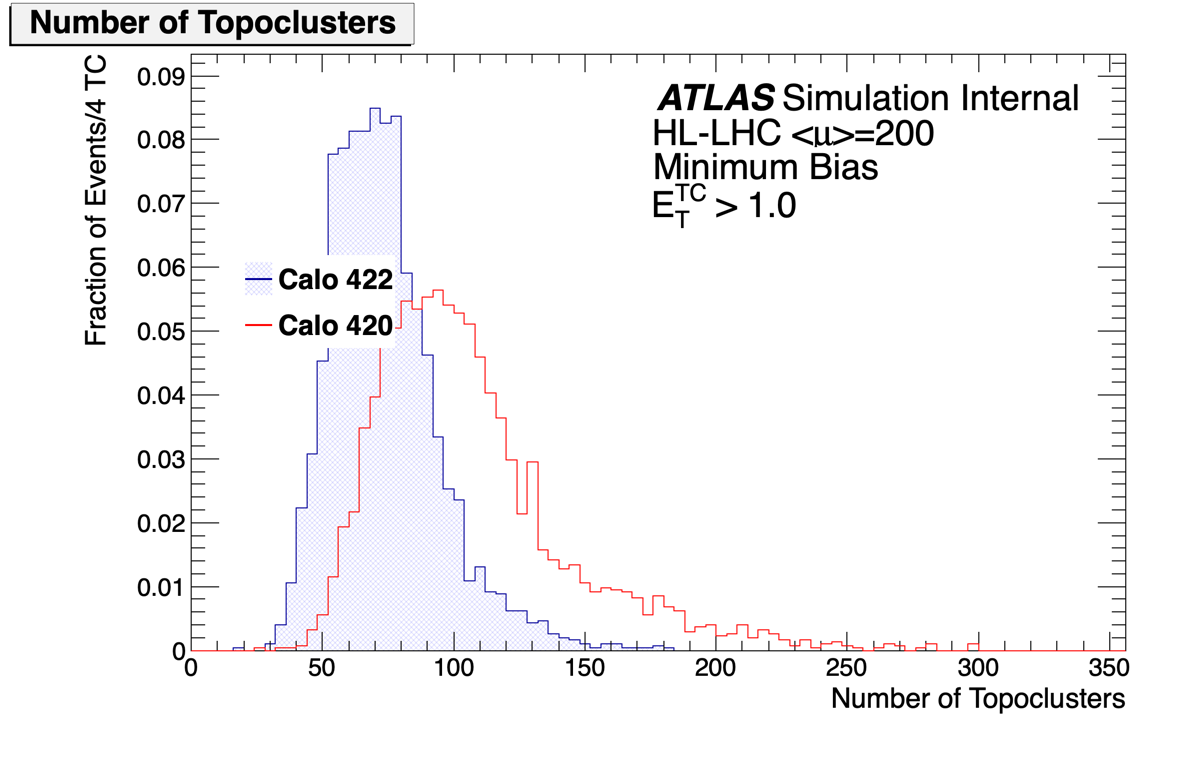 Number of Topoclusters
Fraction of Events/4 TC
0.09
0.08
0.07
0.06
0.05
0.04
0.03
0.02
0.01
0
ATLAS Simulation Internal
HL-LHC <μ>=200
Minimum Bias
E_T^TC > 1.0
Calo 422
Calo 420
0 50 100 150 200 250 300 350
Number of Topoclusters